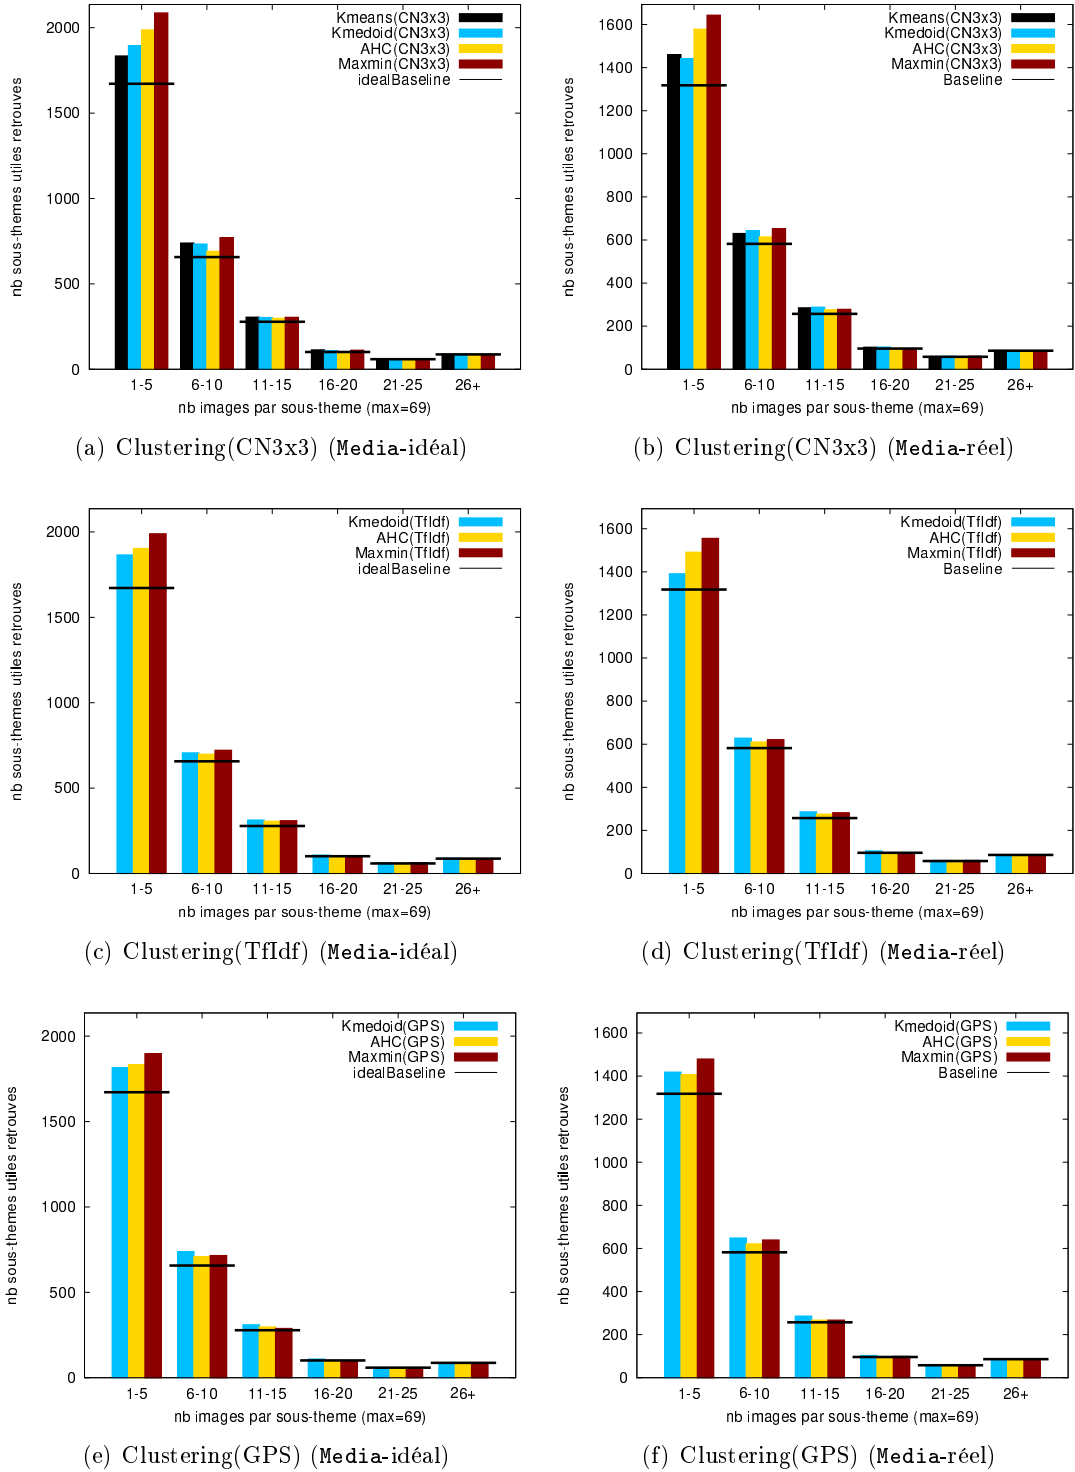 2000
1500
1000
500
0
nb sous-themes utiles retrouves
Kmeans(CN3x3)
Kmedoid(CN3x3)
AHC(CN3x3)
Maxmin(CN3x3)
idealBaseline
1-5 6-10 11-15 16-20 21-25 26+
nb images par sous-theme (max=69)
(a) Clustering(CN3x3) (Media-idéal)
1600
1400
1200
1000
800
600
400
200
0
nb sous-themes utiles retrouves
Kmeans(CN3x3)
Kmedoid(CN3x3)
AHC(CN3x3)
Maxmin(CN3x3)
Baseline
1-5 6-10 11-15 16-20 21-25 26+
nb images par sous-theme (max=69)
(b) Clustering(CN3x3) (Media-réel)
2000
1500
1000
500
0
nb sous-themes utiles retrouves
Kmedoid(TfIdf)
AHC(TfIdf)
Maxmin(TfIdf)
idealBaseline
1-5 6-10 11-15 16-20 21-25 26+
nb images par sous-theme (max=69)
(c) Clustering(TfIdf) (Media-idéal)
1600
1400
1200
1000
800
600
400
200
0
nb sous-themes utiles retrouves
Kmedoid(TfIdf)
AHC(TfIdf)
Maxmin(TfIdf)
Baseline
1-5 6-10 11-15 16-20 21-25 26+
nb images par sous-theme (max=69)
(d) Clustering(TfIdf) (Media-réel)
2000
1500
1000
500
0
nb sous-themes utiles retrouves
Kmedoid(GPS)
AHC(GPS)
Maxmin(GPS)
idealBaseline
1-5 6-10 11-15 16-20 21-25 26+
nb images par sous-theme (max=69)
(e) Clustering(GPS) (Media-idéal)
1600
1400
1200
1000
800
600
400
200
0
nb sous-themes utiles retrouves
Kmedoid(GPS)
AHC(GPS)
Maxmin(GPS)
Baseline
1-5 6-10 11-15 16-20 21-25 26+
nb images par sous-theme (max=69)
(f) Clustering(GPS) (Media-réel)